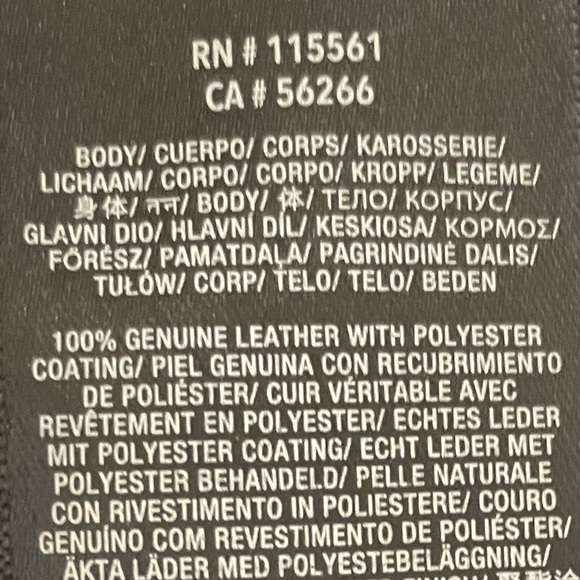 RN # 115561
CA # 56266
BODY/ CUERPO/ CORPS/ KAROSSERIE/
LICHAAM/ CORPO/ CORPO/ KROPP/ LEGEME/
身 体/ BODY/ 体/ ТЕЛО/ КОРПУС/
GLAVNI DIO/ HLAVNÍ DÍL/ KESKIOSA/ ΚΟΡΜΟΣ/
FŐRÉSZ/ PAMATDAĻA/ PAGRINDINĖ DALIS/
TUŁÓW/ CORP/ TELO/ TELO/ BEDEN
100% GENUINE LEATHER WITH POLYESTER
COATING/ PIEL GENUINA CON RECUBRIMIENTO
DE POLIÉSTER/ CUIR VÉRITABLE AVEC
REVÊTEMENT EN POLYESTER/ ECHTES LEDER
MIT POLYESTER COATING/ ECHT LEDER MET
POLYESTER BEHANDELD/ PELLE NATURALE
CON RIVESTIMENTO IN POLIESTERE/ COURO
GENUÍNO COM REVESTIMENTO DE POLIÉSTER/
ÄKTA LÄDER MED POLYESTEBELÄGGNING/